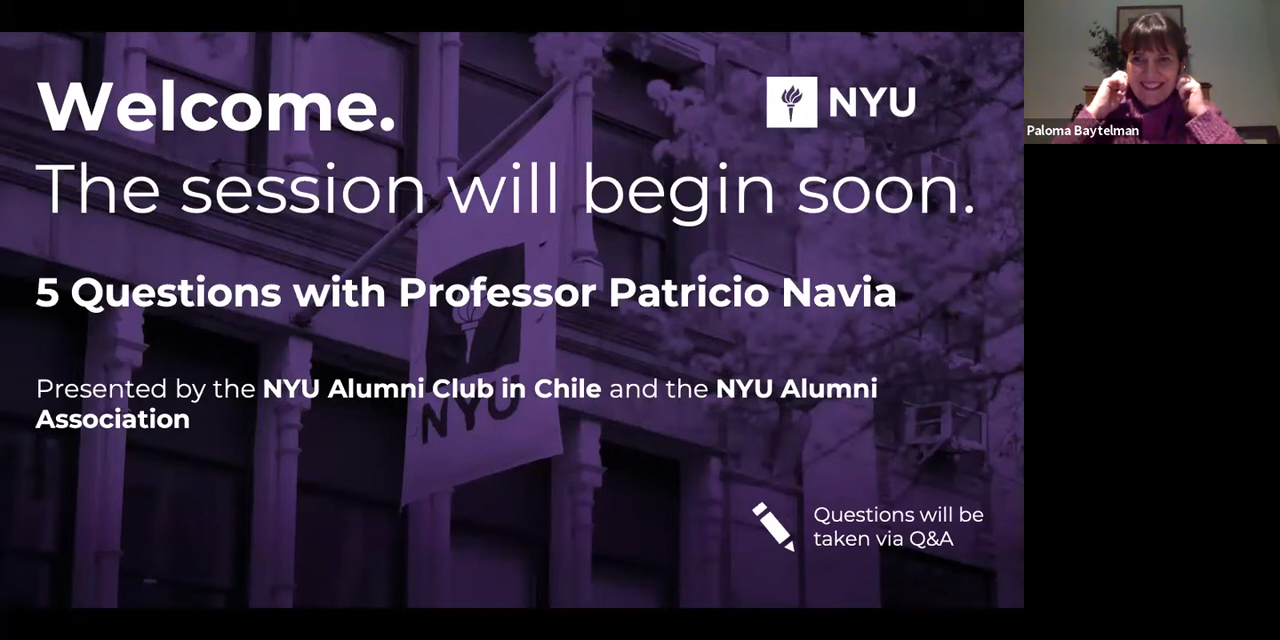 Welcome.
NYU
The session will begin soon.
5 Questions with Professor Patricio Navia
Presented by the NYU Alumni Club in Chile and the NYU Alumni
Association
NYU
Questions will be
taken via Q&A
Paloma Baytelman